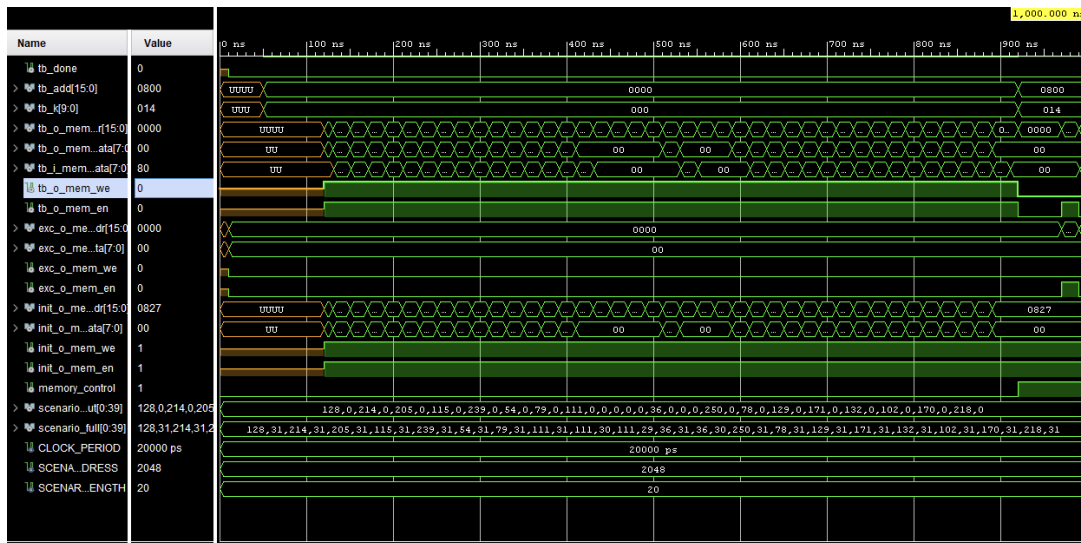 1,000.000 ns
Name Value 0 ns 100 ns 200 ns 300 ns 400 ns 500 ns 600 ns 700 ns 800 ns 900 ns
tb_done 0
tb_add[15:0] 0800 UUUU 0000 0800
tb_k[9:0] 014 UUU 000 014
tb_o_mem...r[15:0] 0000 UUUU 0... 0000
tb_o_mem...ata[7:0 00 UU 00 00 00
tb_i_mem...ata[7:0 80 UU 00 00 00
tb_o_mem_we 0
tb_o_mem_en 0
exc_o_me...dr[15:0 0000 0000
exc_o_me...ta[7:0] 00 00
exc_o_mem_we 0
exc_o_mem_en 0
init_o_me...dr[15:0 0827 UUUU 0827
init_o_m...ata[7:0] 00 UU 00 00 00
init_o_mem_we 1
init_o_mem_en 1
memory_control 1
scenario...ut[0:39] 128,0,214,0,205 128,0,214,0,205,0,115,0,239,0,54,0,79,0,111,0,0,0,0,0,36,0,0,0,250,0,78,0,129,0,171,0,132,0,102,0,170,0,218,0
scenario_full[0:39] 128,31,214,31,2 128,31,214,31,205,31,115,31,239,31,54,31,79,31,111,31,111,30,111,29,36,31,36,30,250,31,78,31,129,31,171,31,132,31,102,31,170,31,218,31
CLOCK_PERIOD 20000 ps 20000 ps
SCENA...DRESS 2048 2048
SCENAR...ENGTH 20 20